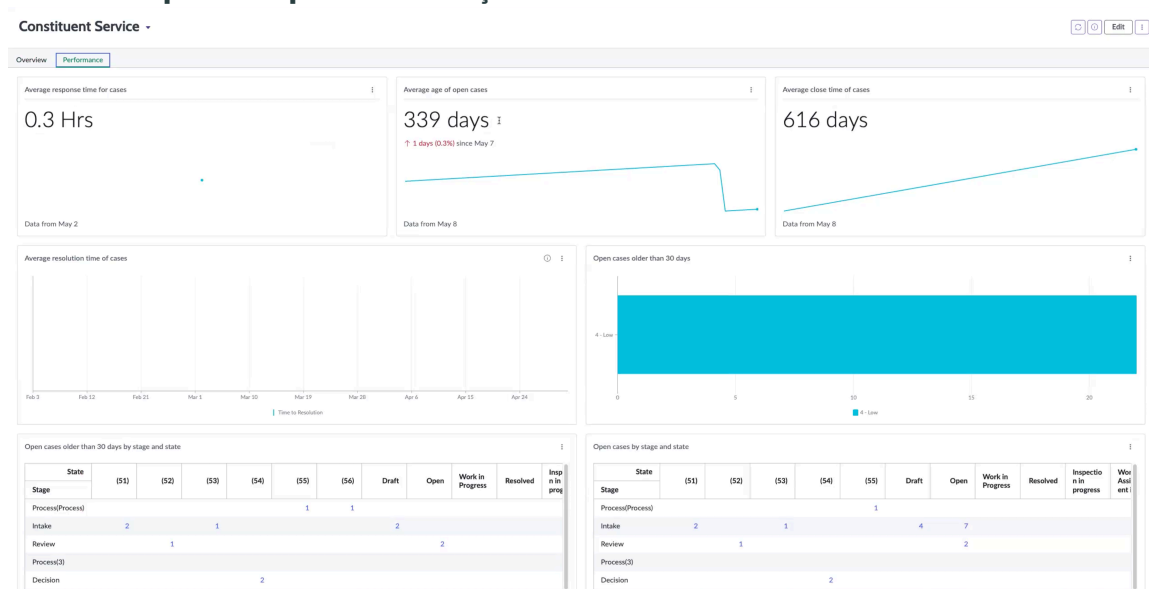 Constituent Service
Edit
Overview Performance
Average response time for cases
0.3 Hrs
Data from May 2
Average age of open cases
339 days
↑ 1 days (0.3%) since May 7
Data from May 8
Average close time of cases
616 days
Data from May 8
Average resolution time of cases
Feb 3 Feb 12 Feb 21 Mar 1 Mar 10 Mar 19 Mar 28 Apr 6 Apr 15 Apr 24
Time to Resolution
Open cases older than 30 days
4 - Low
0 5 10 15 20
4 - Low
Open cases older than 30 days by stage and state
State (51) (52) (53) (54) (55) (56) Draft Open Work in Progress Resolved Insp n in prog
Stage
Process(Process) 1 1
Intake 2 1 2
Review 1 2
Process(3)
Decision 2
Open cases by stage and state
State (51) (52) (53) (54) (55) Draft Open Work in Progress Resolved Inspectio n in progress Wor Assi ent i
Stage
Process(Process) 1
Intake 2 1 4 7
Review 1 2
Process(3)
Decision 2